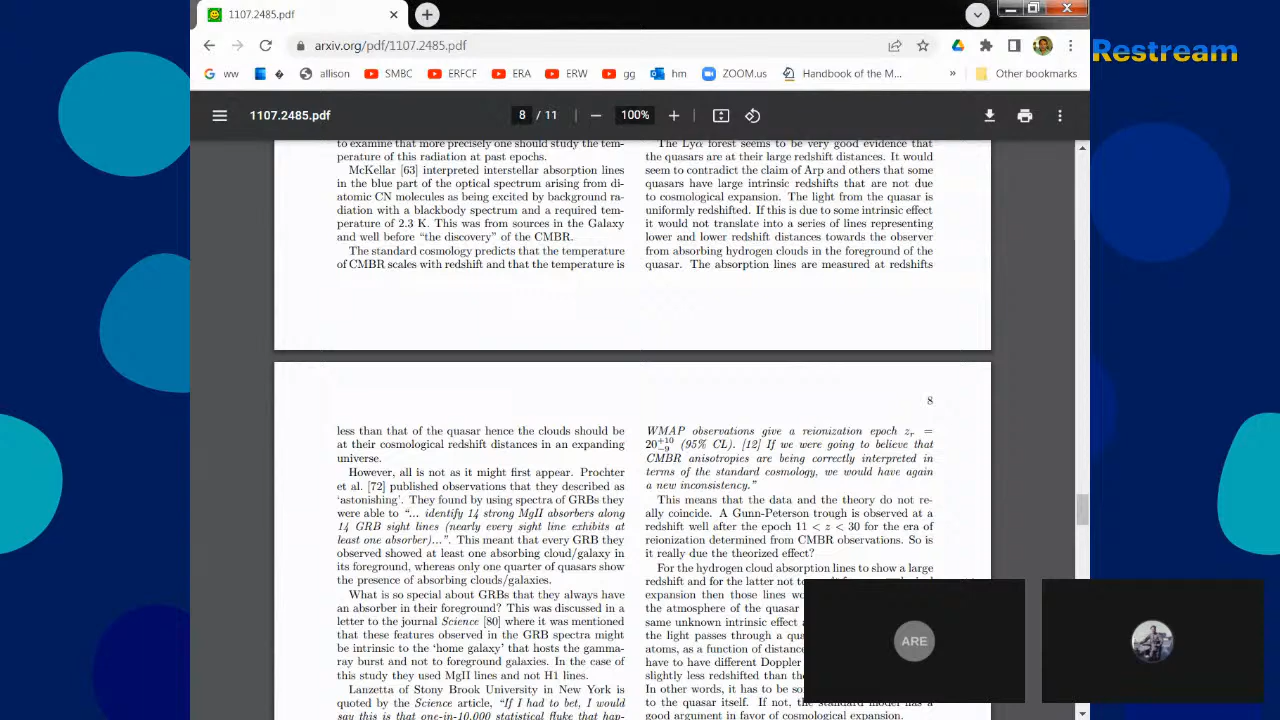 1107.2485.pdf
arxiv.org/pdf/1107.2485.pdf
Restream
ww
allison
SMBC
ERFCF
ERA
ERW
gg
hm
ZOOM.us
Handbook of the M...
»
Other bookmarks
1107.2485.pdf
8 / 11
100%
to examine that more precisely one should study the tem-
perature of this radiation at past epochs.
McKellar [63] interpreted interstellar absorption lines
in the blue part of the optical spectrum arising from di-
atomic CN molecules as being excited by background ra-
diation with a blackbody spectrum and a required tem-
perature of 2.3 K. This was from sources in the Galaxy
and well before “the discovery” of the CMBR.
The standard cosmology predicts that the temperature
of CMBR scales with redshift and that the temperature is
The Lyα forest seems to be very good evidence that
the quasars are at their large redshift distances. It would
seem to contradict the claim of Arp and others that some
quasars have large intrinsic redshifts that are not due
to cosmological expansion. The light from the quasar is
uniformly redshifted. If this is due to some intrinsic effect
it would not translate into a series of lines representing
lower and lower redshift distances towards the observer
from absorbing hydrogen clouds in the foreground of the
quasar. The absorption lines are measured at redshifts
8
less than that of the quasar hence the clouds should be
at their cosmological redshift distances in an expanding
universe.
However, all is not as it might first appear. Prochter
et al. [72] published observations that they described as
‘astonishing’. They found by using spectra of GRBs they
were able to “... identify 14 strong MgII absorbers along
14 GRB sight lines (nearly every sight line exhibits at
least one absorber)...”. This meant that every GRB they
observed showed at least one absorbing cloud/galaxy in
its foreground, whereas only one quarter of quasars show
the presence of absorbing clouds/galaxies.
What is so special about GRBs that they always have
an absorber in their foreground? This was discussed in a
letter to the journal Science [80] where it was mentioned
that these features observed in the GRB spectra might
be intrinsic to the ‘home galaxy’ that hosts the gamma-
ray burst and not to foreground galaxies. In the case of
this study they used MgII lines and not H1 lines.
Lanzetta of Stony Brook University in New York is
quoted by the Science article, “If I had to bet, I would
say this is that one-in-10,000 statistical fluke that hap-
WMAP observations give a reionization epoch z_r =
20+10−9 (95% CL). [12] If we were going to believe that
CMBR anisotropies are being correctly interpreted in
terms of the standard cosmology, we would have again
a new inconsistency.”
This means that the data and the theory do not re-
ally coincide. A Gunn-Peterson trough is observed at a
redshift well after the epoch 11 < z < 30 for the era of
reionization determined from CMBR observations. So is
it really due the theorized effect?
For the hydrogen cloud absorption lines to show a large
redshift and for the latter not to
expansion then those lines wo
the atmosphere of the quasar
same unknown intrinsic effect a
the light passes through a qua
atoms, as a function of distanc
have to have different Doppler
slightly less redshifted than the
In other words, it has to be so
to the quasar itself. If not, the standard model has a
good argument in favor of cosmological expansion.
ARE